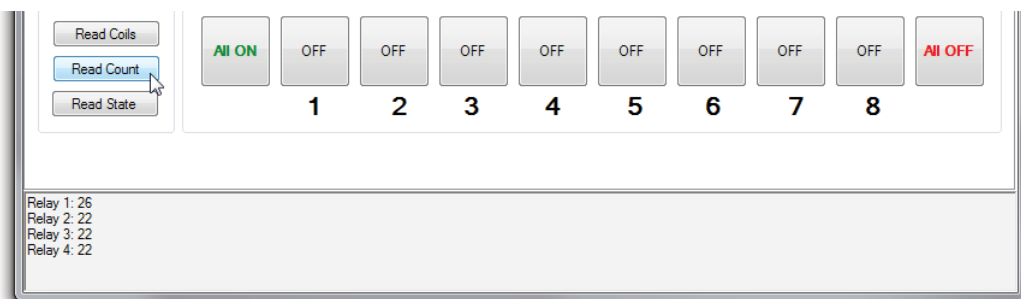 Read Coils
Read Count
Read State
All ON OFF OFF OFF OFF OFF OFF OFF OFF All OFF
1 2 3 4 5 6 7 8
Relay 1: 26
Relay 2: 22
Relay 3: 22
Relay 4: 22